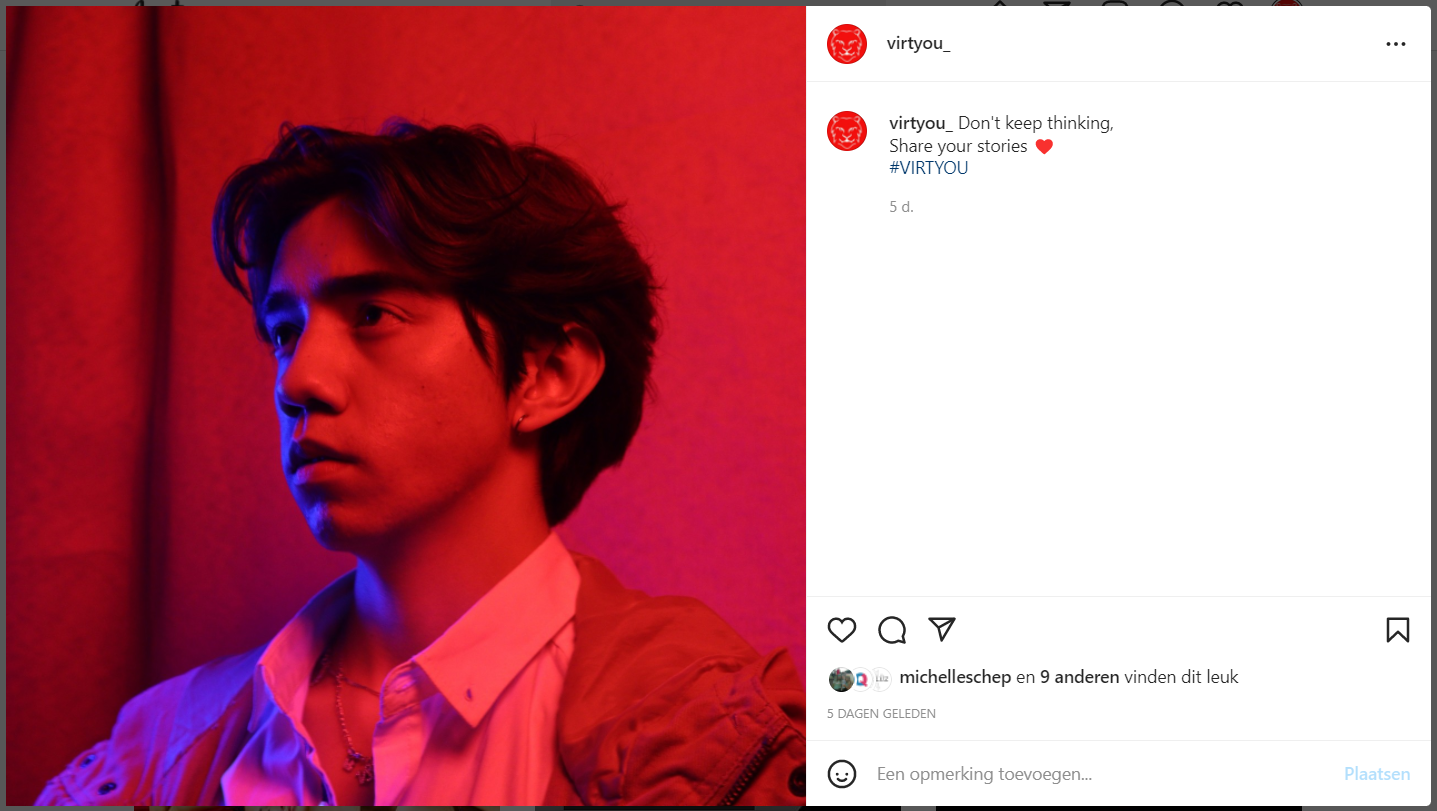 virtyou_
virtyou_ Don't keep thinking,
Share your stories ♥️
#VIRTYOU
5 d.
michelleschep en 9 anderen vinden dit leuk
5 DAGEN GELEDEN
Een opmerking toevoegen...
Plaatsen